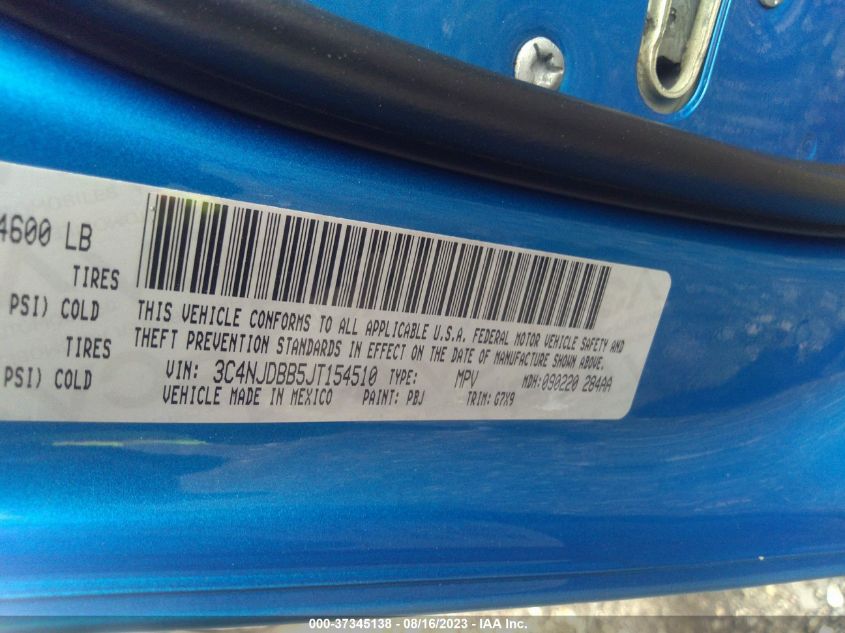 4600 LB
TIRES
PSI) COLD
TIRES
PSI) COLD
THIS VEHICLE CONFORMS TO ALL APPLICABLE U.S.A. FEDERAL MOTOR VEHICLE SAFETY AND
THEFT PREVENTION STANDARDS IN EFFECT ON THE DATE OF MANUFACTURE SHOWN ABOVE.
VIN: 3C4NJDBB5JT154510 TYPE: MPV MDH: 090220 284AA
VEHICLE MADE IN MEXICO PAINT: PBJ TRIM: G7X9
000-37345138 - 08/16/2023 - IAA Inc.